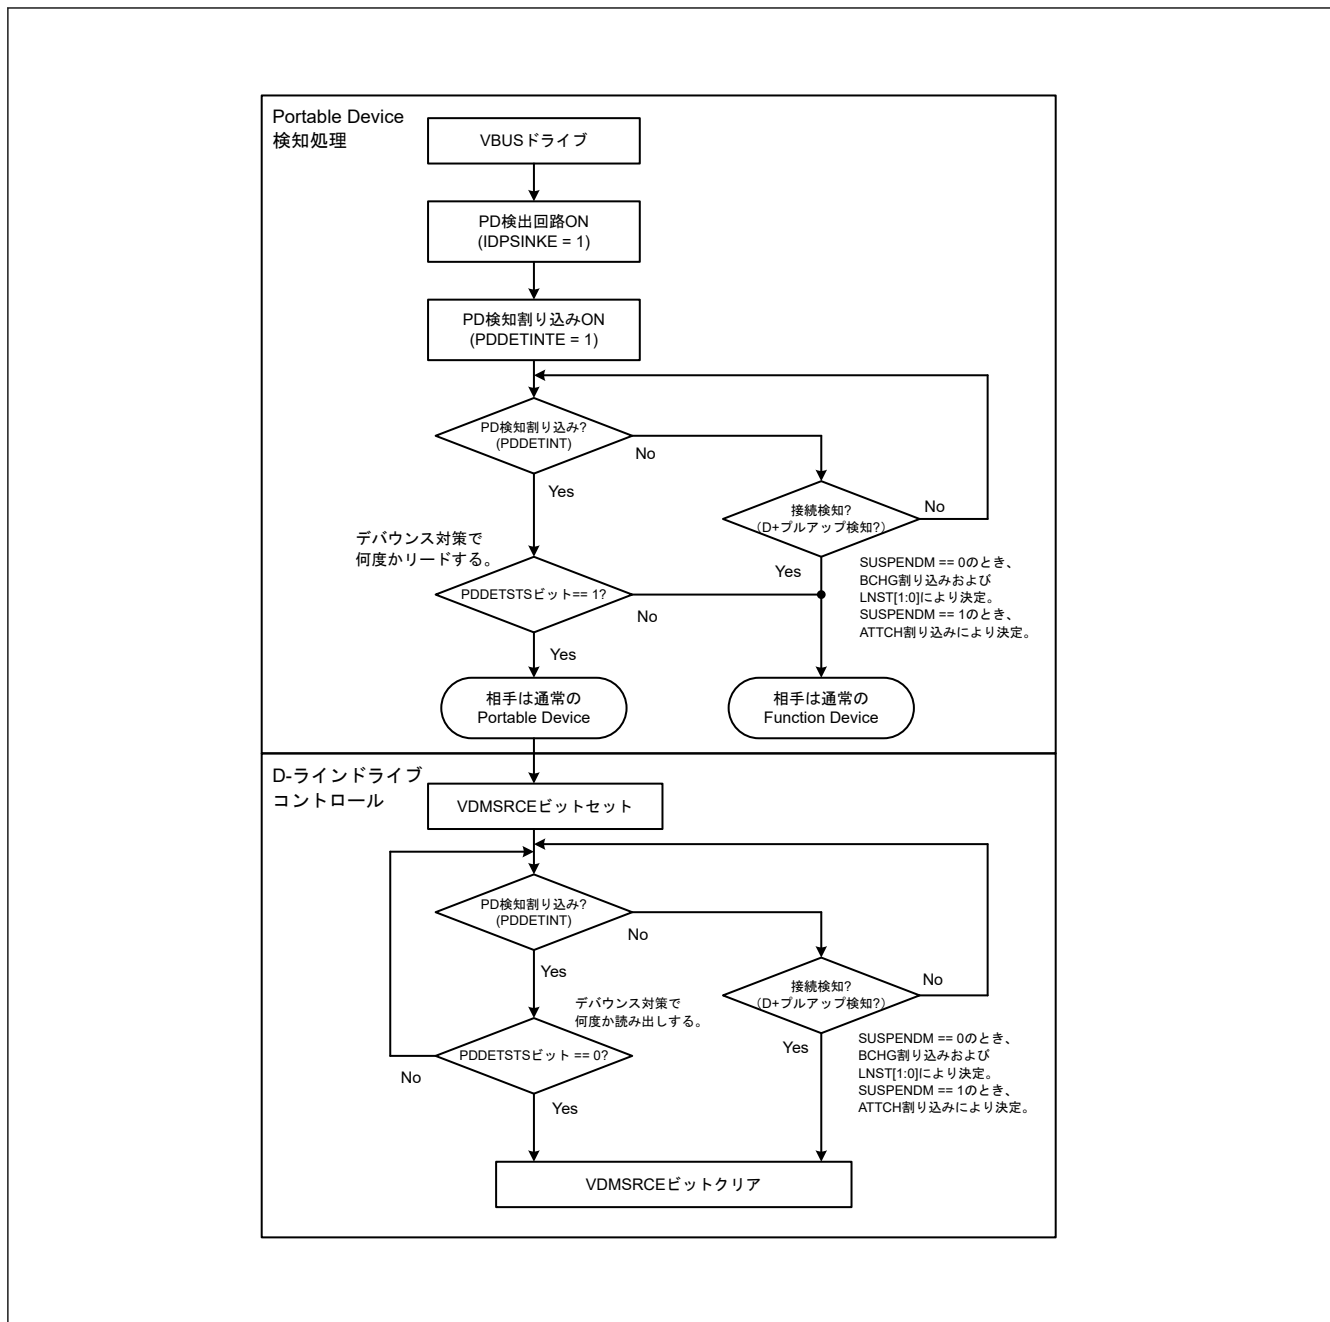 Portable Device
検知処理
VBUSドライブ
PD検出回路ON
(IDPSINKE = 1)
PD検知割り込みON
(PDDETINTE = 1)
PD検知割り込み?
(PDDETINT)
No
Yes
接続検知?
(D+プルアップ検知?)
No
Yes
デバウンス対策で
何度かリードする。
SUSPENDM == 0のとき、
BCHG割り込みおよび
LNST[1:0]により決定。
SUSPENDM == 1のとき、
ATTCH割り込みにより決定。
PDDETSTSビット== 1?
No
Yes
相手は通常の
Portable Device
相手は通常の
Function Device
D-ラインドライブ
コントロール
VDMSRCEビットセット
PD検知割り込み?
(PDDETINT)
No
Yes
接続検知?
(D+プルアップ検知?)
No
Yes
デバウンス対策で
何度か読み出しする。
SUSPENDM == 0のとき、
BCHG割り込みおよび
LNST[1:0]により決定。
SUSPENDM == 1のとき、
ATTCH割り込みにより決定。
PDDETSTSビット == 0?
No
Yes
VDMSRCEビットクリア